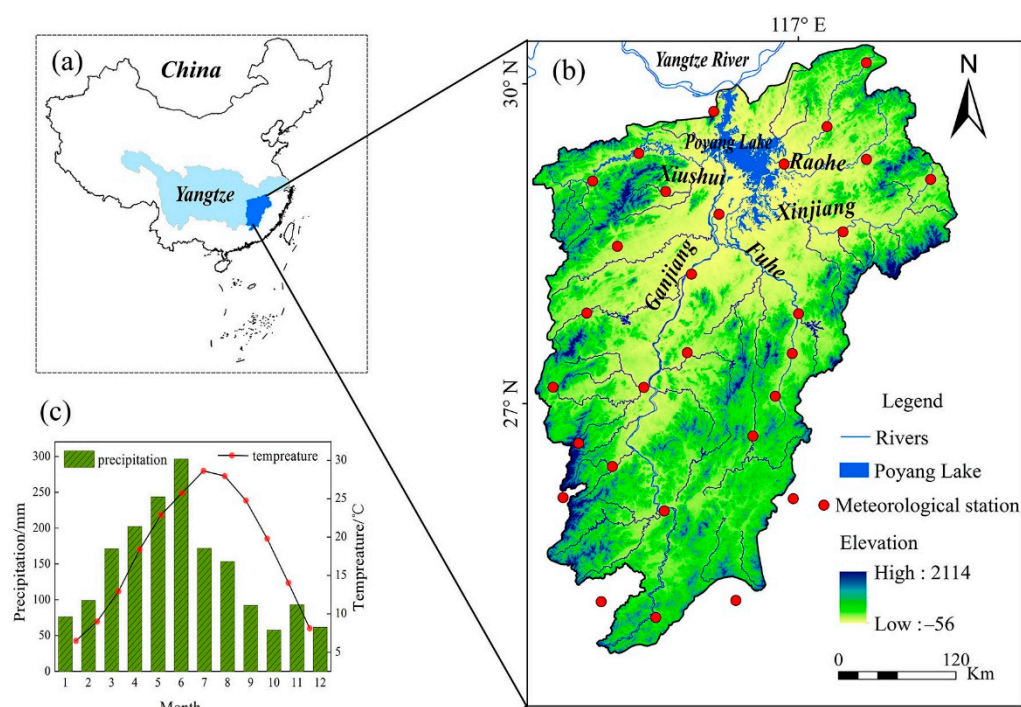 (a)
China
Yangtze
117° E
(b)
Yangtze River
30° N
N
Poyang Lake
Raohe
Xiushui
Xinjiang
Fuhe
Ganjiang
27° N
Legend
Rivers
Poyang Lake
Meteorological station
Elevation
High : 2114
Low : –56
0 120
Km
(c)
precipitation
tempreature
Precipitation/mm
300
250
200
150
100
50
0
30
25
20
15
10
5
Tempreature/℃
1 2 3 4 5 6 7 8 9 10 11 12
Month